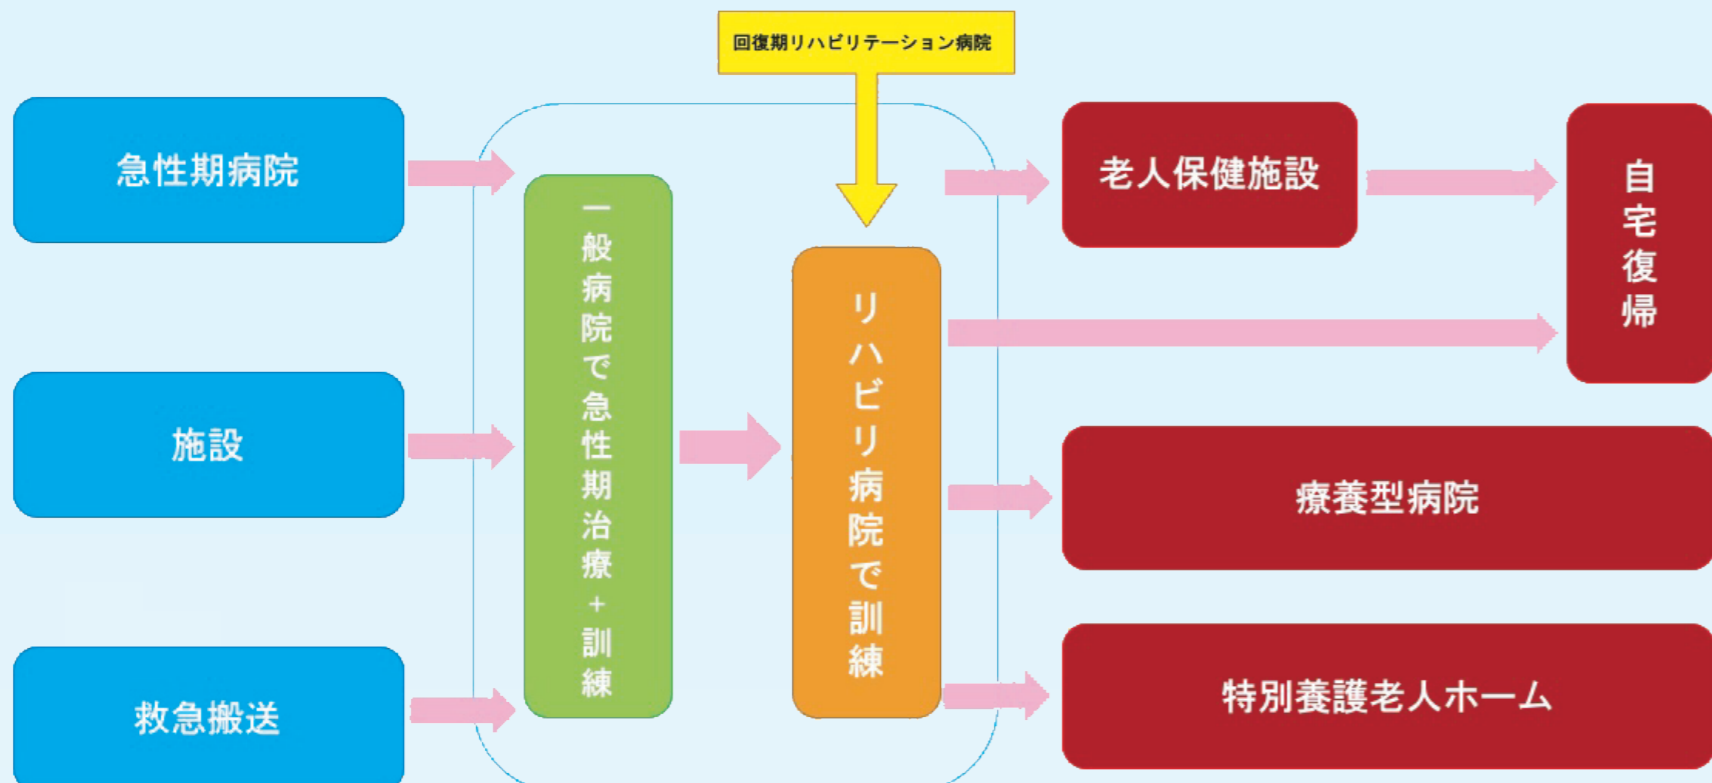 回復期リハビリテーション病院
急性期病院
施設
救急搬送
一般病院で急性期治療+訓練
リハビリ病院で訓練
老人保健施設
自宅復帰
療養型病院
特別養護老人ホーム